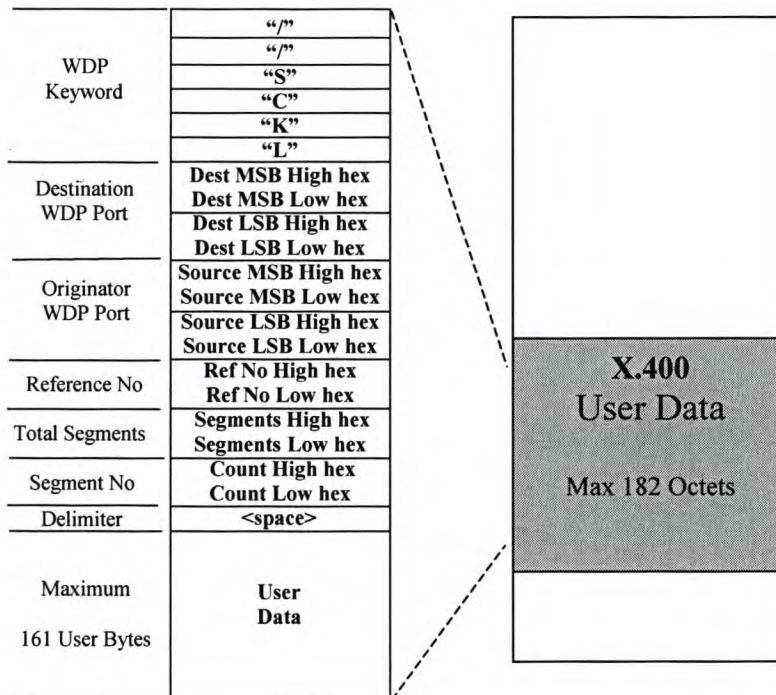 WDP
Keyword
“/”
“/”
“S”
“C”
“K”
“L”
Destination
WDP Port
Dest MSB High hex
Dest MSB Low hex
Dest LSB High hex
Dest LSB Low hex
Originator
WDP Port
Source MSB High hex
Source MSB Low hex
Source LSB High hex
Source LSB Low hex
Reference No
Ref No High hex
Ref No Low hex
Total Segments
Segments High hex
Segments Low hex
Segment No
Count High hex
Count Low hex
Delimiter
<space>
Maximum
161 User Bytes
User
Data
X.400
User Data
Max 182 Octets